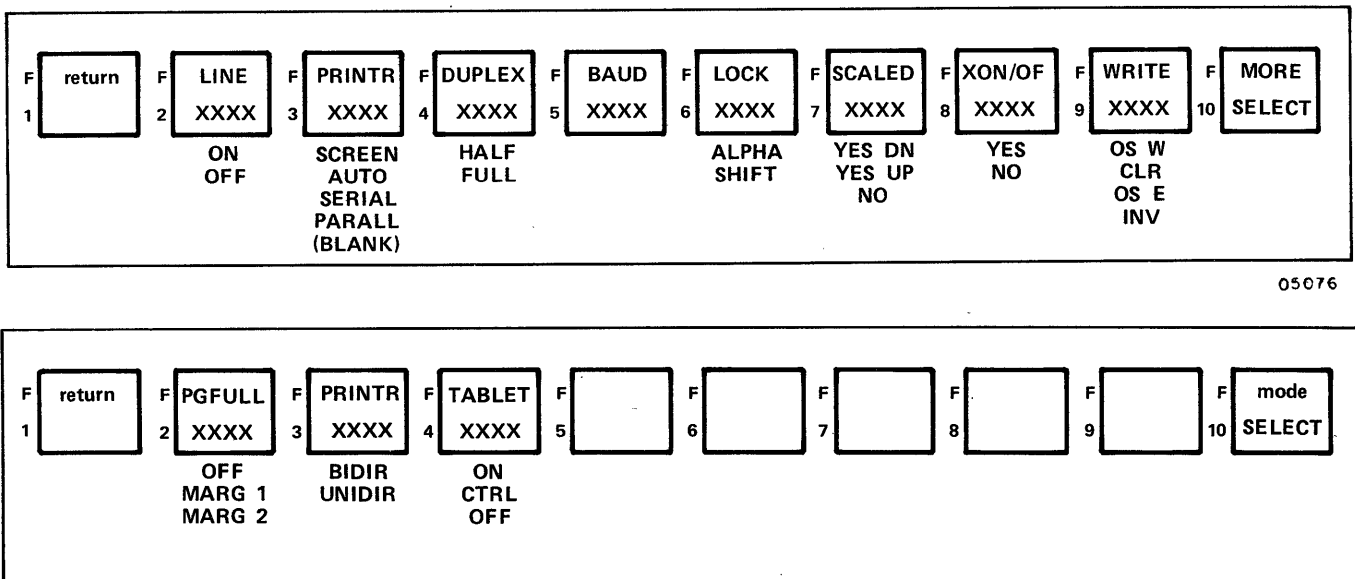 F 1 return F 2 LINE XXXX F 3 PRINTR XXXX F 4 DUPLEX XXXX F 5 BAUD XXXX F 6 LOCK XXXX F 7 SCALED XXXX F 8 XON/OF XXXX F 9 WRITE XXXX F 10 MORE SELECT
ON
OFF
SCREEN
AUTO
SERIAL
PARALL
(BLANK)
HALF
FULL
ALPHA
SHIFT
YES DN
YES UP
NO
YES
NO
OS W
CLR
OS E
INV
05076
F 1 return F 2 PGFULL XXXX F 3 PRINTR XXXX F 4 TABLET XXXX F 5 F 6 F 7 F 8 F 9 F 10 mode SELECT
OFF
MARG 1
MARG 2
BIDIR
UNIDIR
ON
CTRL
OFF